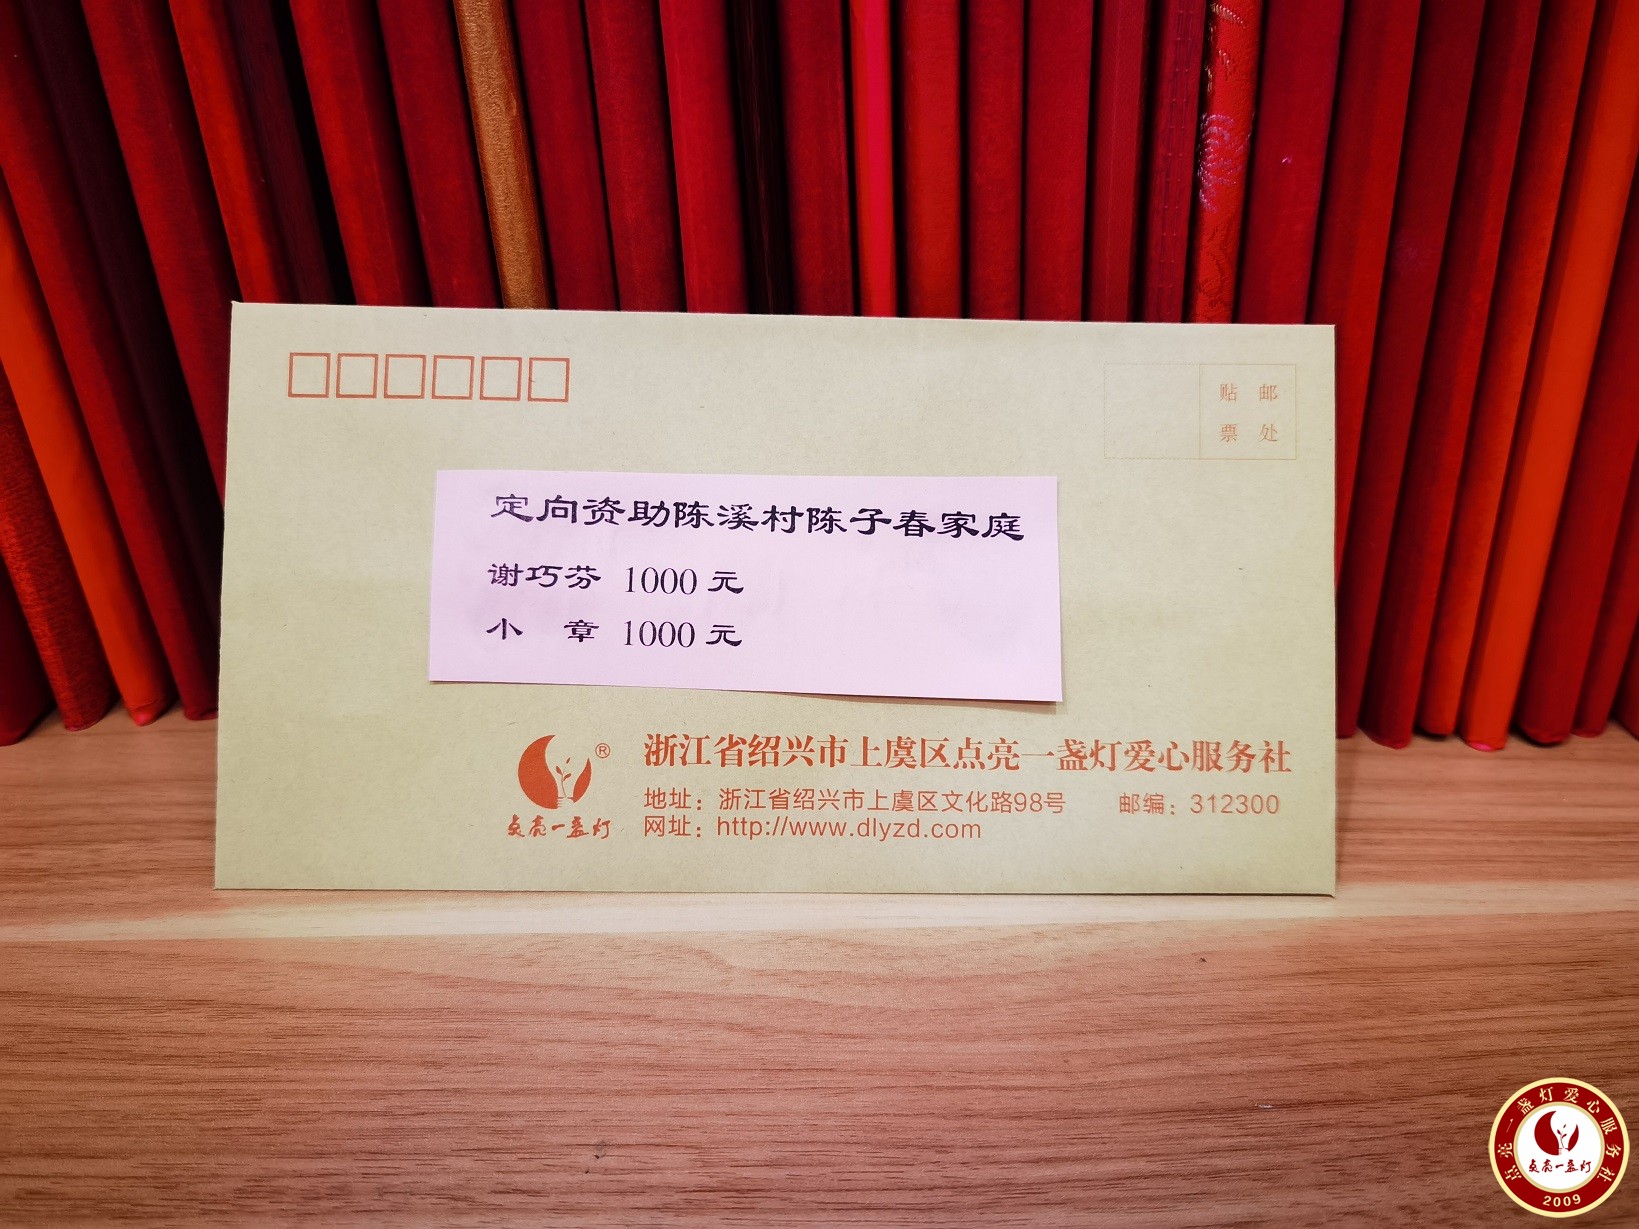 贴 邮
票 处
定向资助陈溪村陈子春家庭
谢巧芬 1000 元
小 章 1000 元
®
点亮一盏灯
浙江省绍兴市上虞区点亮一盏灯爱心服务社
地址：浙江省绍兴市上虞区文化路98号 邮编：312300
网址：http://www.dlyzd.com
点亮一盏灯爱心服务社
点亮一盏灯
2009